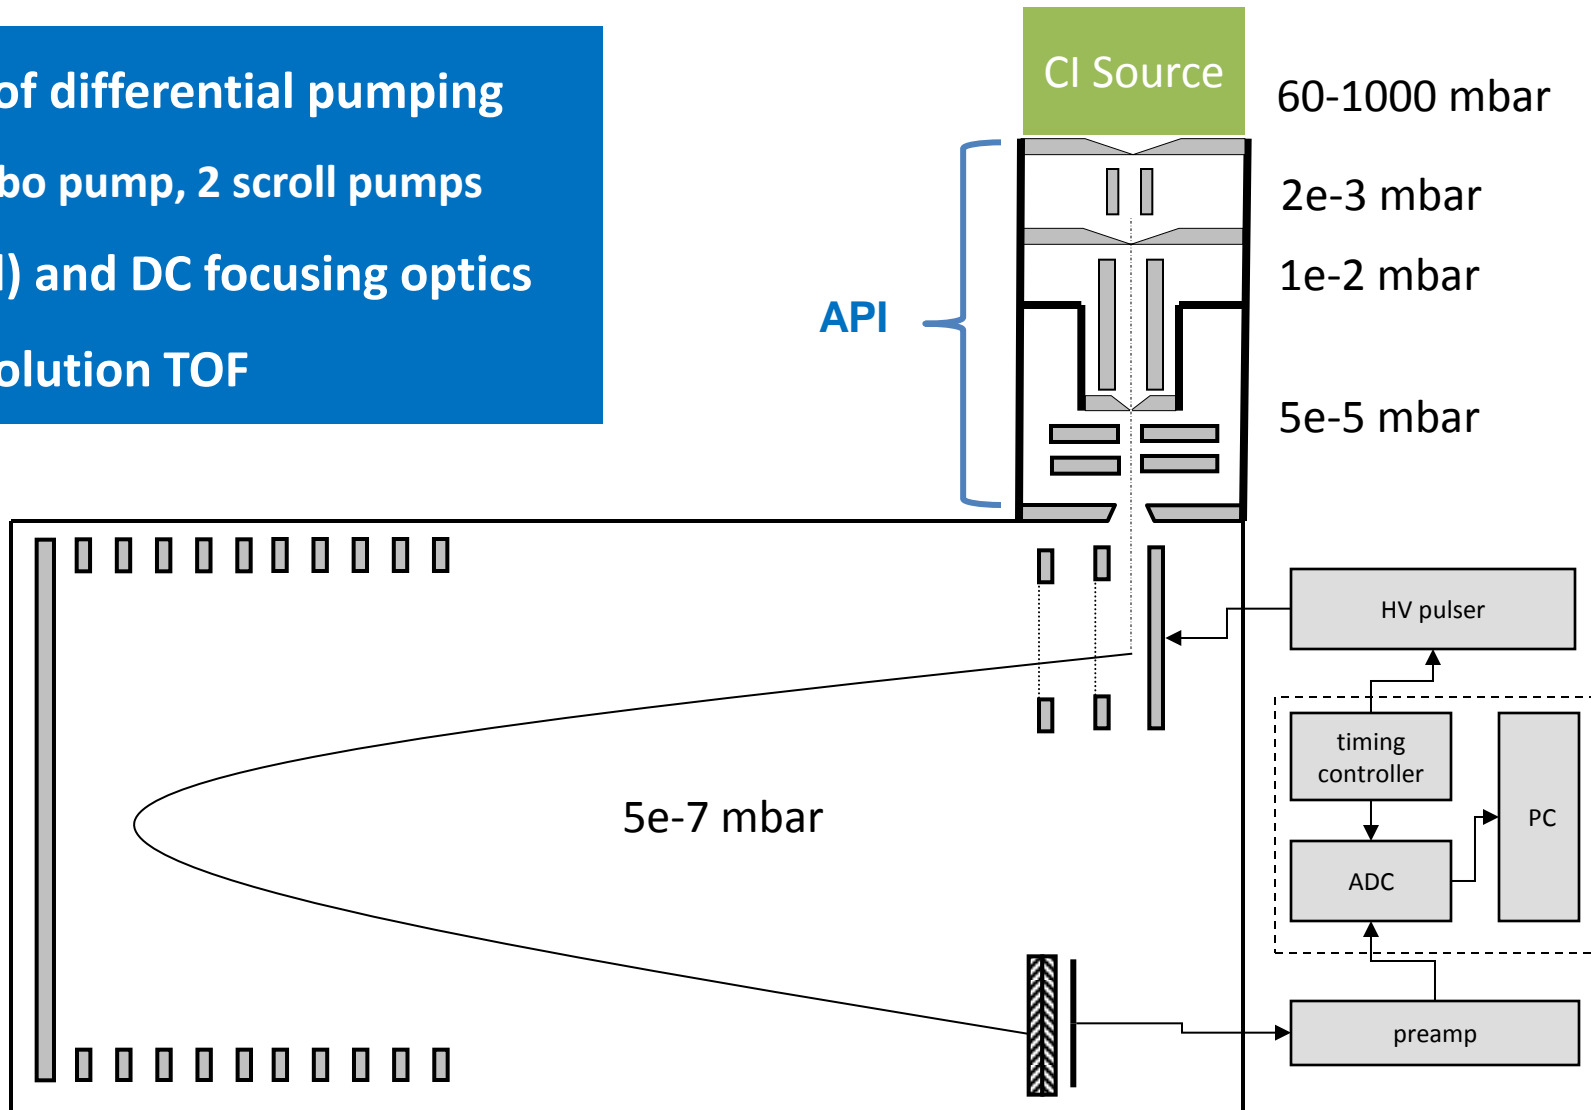 of differential pumping
bo pump, 2 scroll pumps
) and DC focusing optics
olution TOF
CI Source
60-1000 mbar
2e-3 mbar
1e-2 mbar
API
5e-5 mbar
HV pulser
timing
controller
PC
5e-7 mbar
ADC
preamp